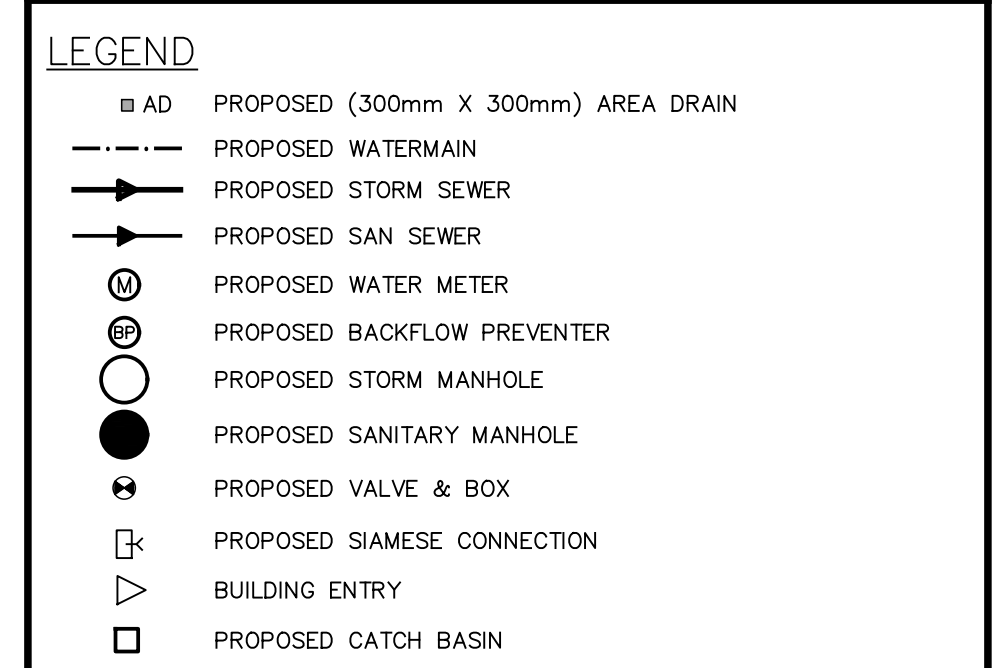 LEGEND
AD PROPOSED (300mm X 300mm) AREA DRAIN
PROPOSED WATERMAIN
PROPOSED STORM SEWER
PROPOSED SAN SEWER
M PROPOSED WATER METER
BP PROPOSED BACKFLOW PREVENTER
PROPOSED STORM MANHOLE
PROPOSED SANITARY MANHOLE
PROPOSED VALVE & BOX
PROPOSED SIAMESE CONNECTION
BUILDING ENTRY
PROPOSED CATCH BASIN